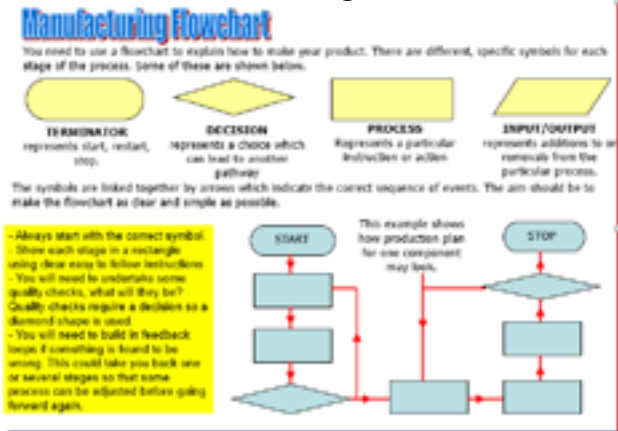 Manufacturing Flowchart
You need to use a flowchart to explain how to make your product. There are different, specific symbols for each
stage of the process. Some of these are shown below.
TERMINATOR
represents start, restart,
stop.
DECISION
represents a choice which
can lead to another
pathway
PROCESS
Represents a particular
instruction or action
INPUT/OUTPUT
represents additions to or
removals from the
particular process.
The symbols are linked together by arrows which indicate the correct sequence of events. The aim should be to
make the flowchart as clear and simple as possible.
- Always start with the correct symbol.
- Show each stage in a rectangle
using clear easy to follow instructions
- You will need to undertake some
quality checks, what will they be?
Quality checks require a decision so a
diamond shape is used.
- You will need to build in feedback
loops if something is found to be
wrong. This could take you back one
or several stages so that some
process can be adjusted before going
forward again.
START
This example shows
how production plan
for one component
may look.
STOP